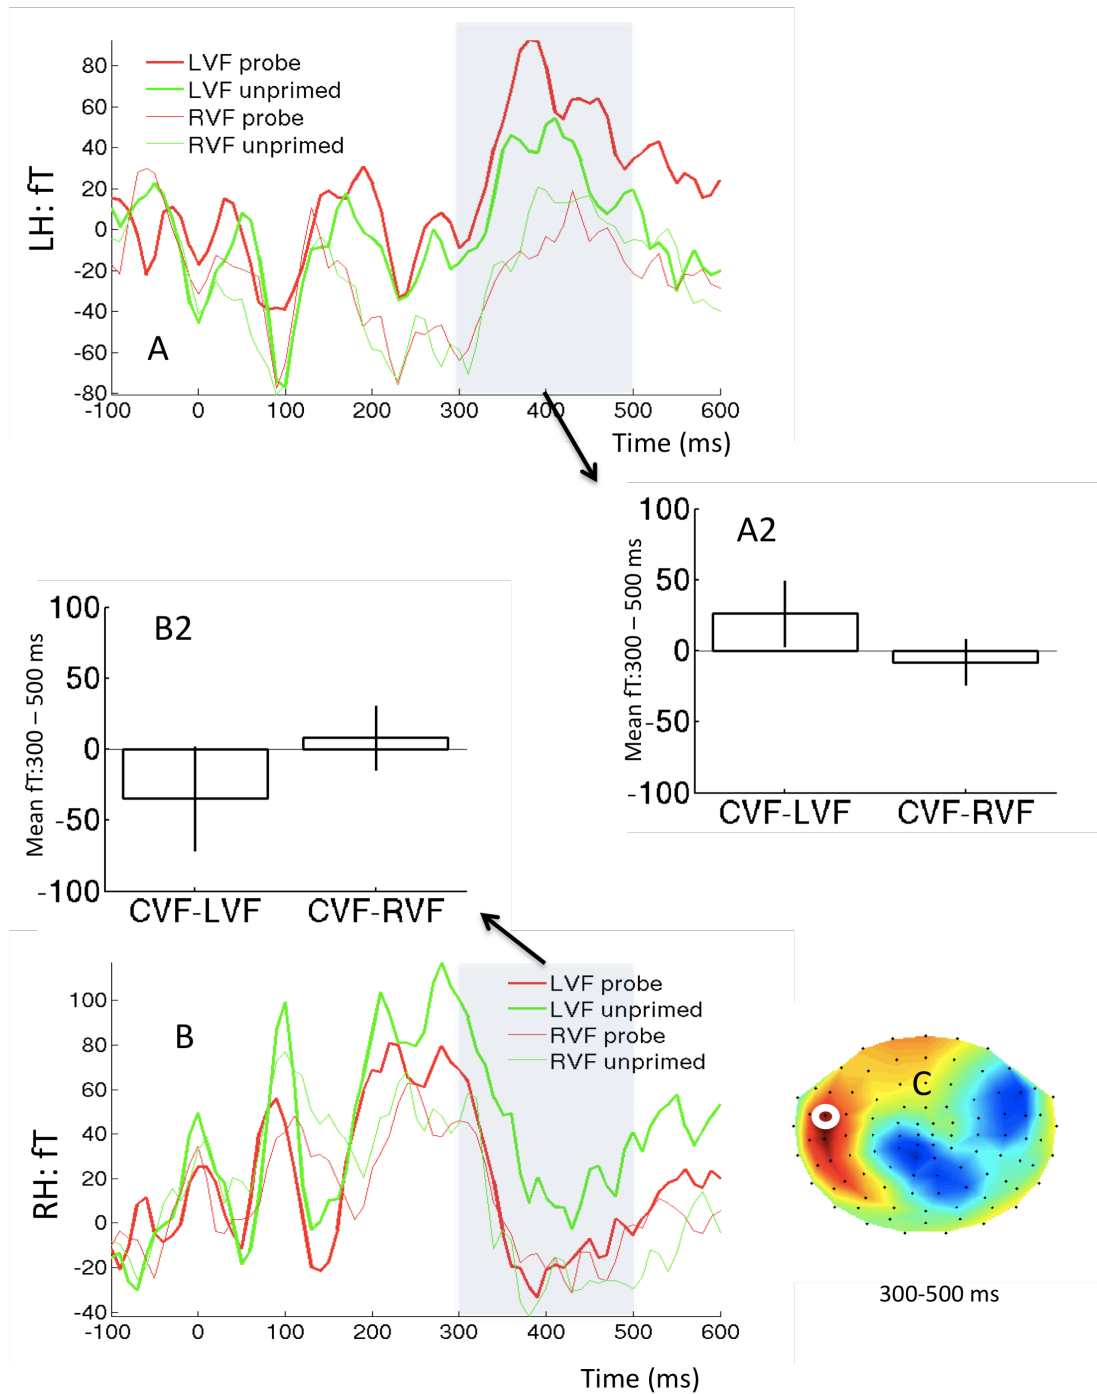 LH: fT
80
60
40
20
0
-20
-40
-60
-80
LVF probe
LVF unprimed
RVF probe
RVF unprimed
A
-100 0 100 200 300 400 500 600
Time (ms)
Mean fT:300 – 500 ms
100
50
0
-50
-100
A2
CVF-LVF CVF-RVF
Mean fT:300 – 500 ms
100
50
0
-50
-100
B2
CVF-LVF CVF-RVF
RH: fT
100
80
60
40
20
0
-20
-40
B
LVF probe
LVF unprimed
RVF probe
RVF unprimed
-100 0 100 200 300 400 500 600
Time (ms)
C
300-500 ms